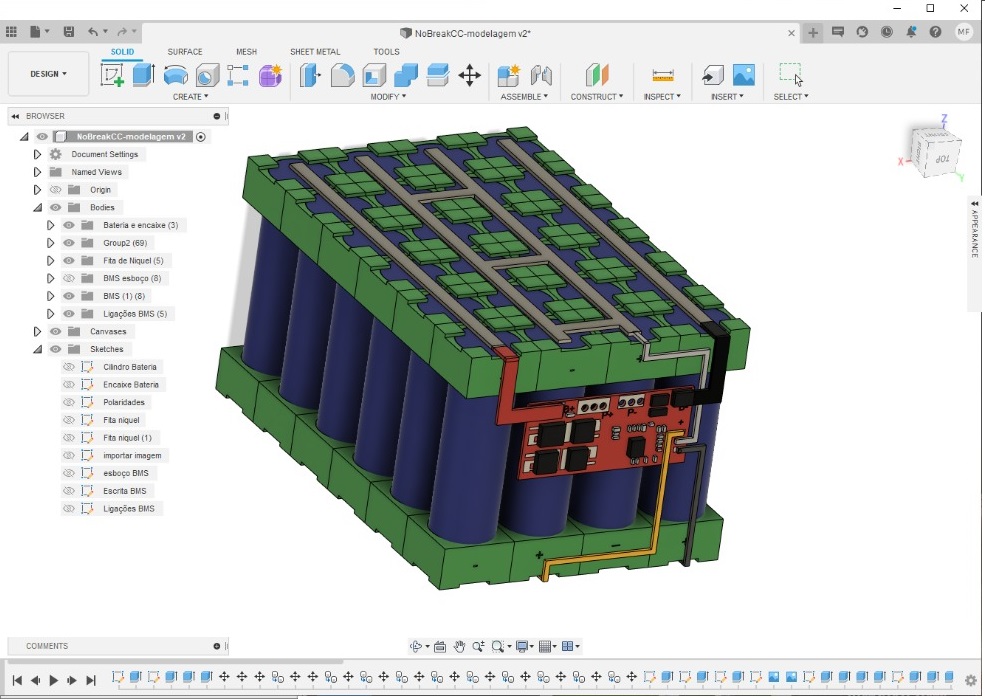 NoBreakCC-modelagem v2*
MF
SOLID SURFACE MESH SHEET METAL TOOLS
DESIGN
CREATE MODIFY ASSEMBLE CONSTRUCT INSPECT INSERT SELECT
BROWSER
NoBreakCC-modelagem v2
Document Settings
Named Views
Origin
Bodies
Bateria e encaixe (3)
Group2 (69)
Fita de Niquel (5)
BMS esboço (8)
BMS (1) (8)
Ligações BMS (5)
Canvases
Sketches
Cilindro Bateria
Encaixe Bateria
Polaridades
Fita niquel
Fita niquel (1)
importar imagem
esboço BMS
Escrita BMS
Ligações BMS
Z
X
Y
TOP
APPEARANCE
B+
P+
P-
-
+
-
+
COMMENTS